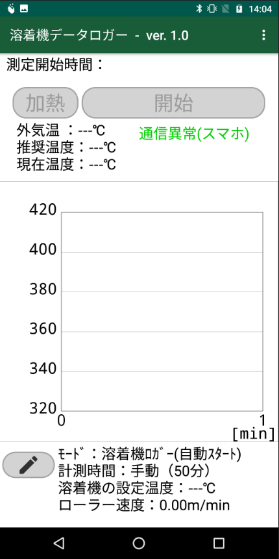 14:04
溶着機データロガー - ver. 1.0
測定開始時間：
加熱 開始
外気温 ：---℃
推奨温度：---℃
現在温度：---℃
通信異常(スマホ)
420
400
380
360
340
320
0 1
[min]
ﾓｰﾄﾞ：溶着機ﾛｶﾞｰ(自動ｽﾀｰﾄ)
計測時間：手動（50分）
溶着機の設定温度：---℃
ローラー速度：0.00m/min